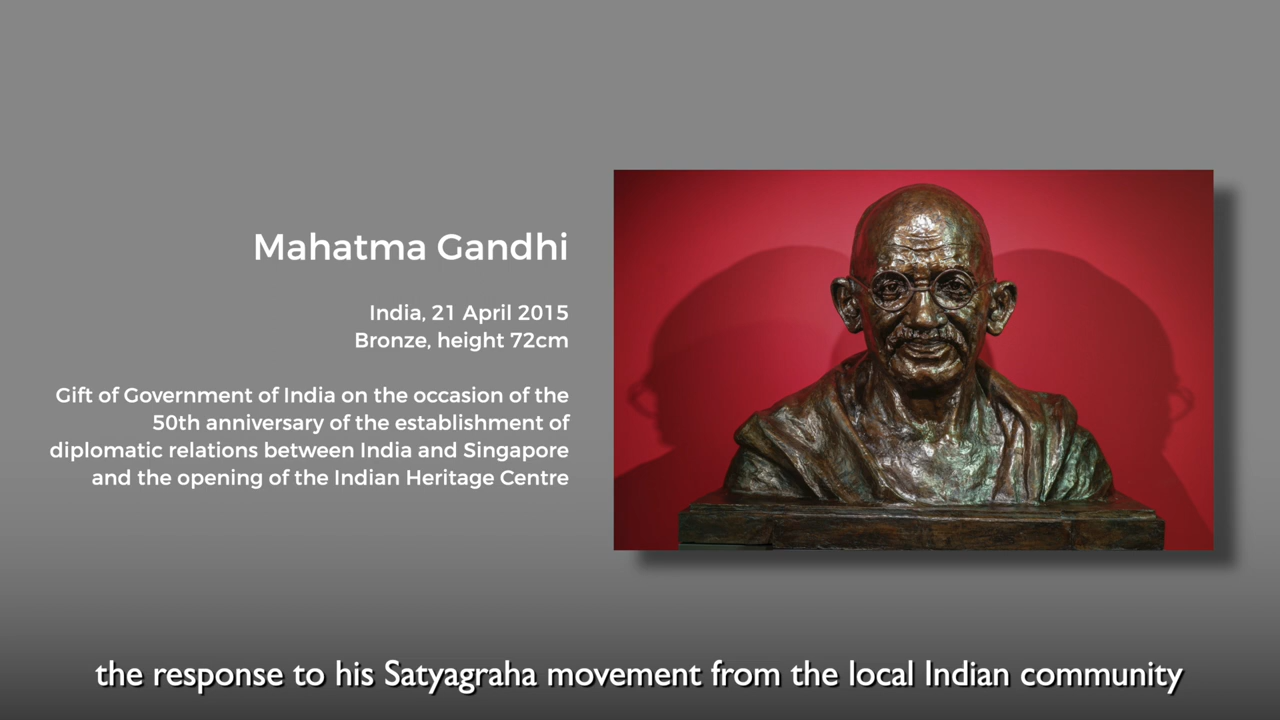 Mahatma Gandhi
India, 21 April 2015
Bronze, height 72cm
Gift of Government of India on the occasion of the
50th anniversary of the establishment of
diplomatic relations between India and Singapore
and the opening of the Indian Heritage Centre
the response to his Satyagraha movement from the local Indian community